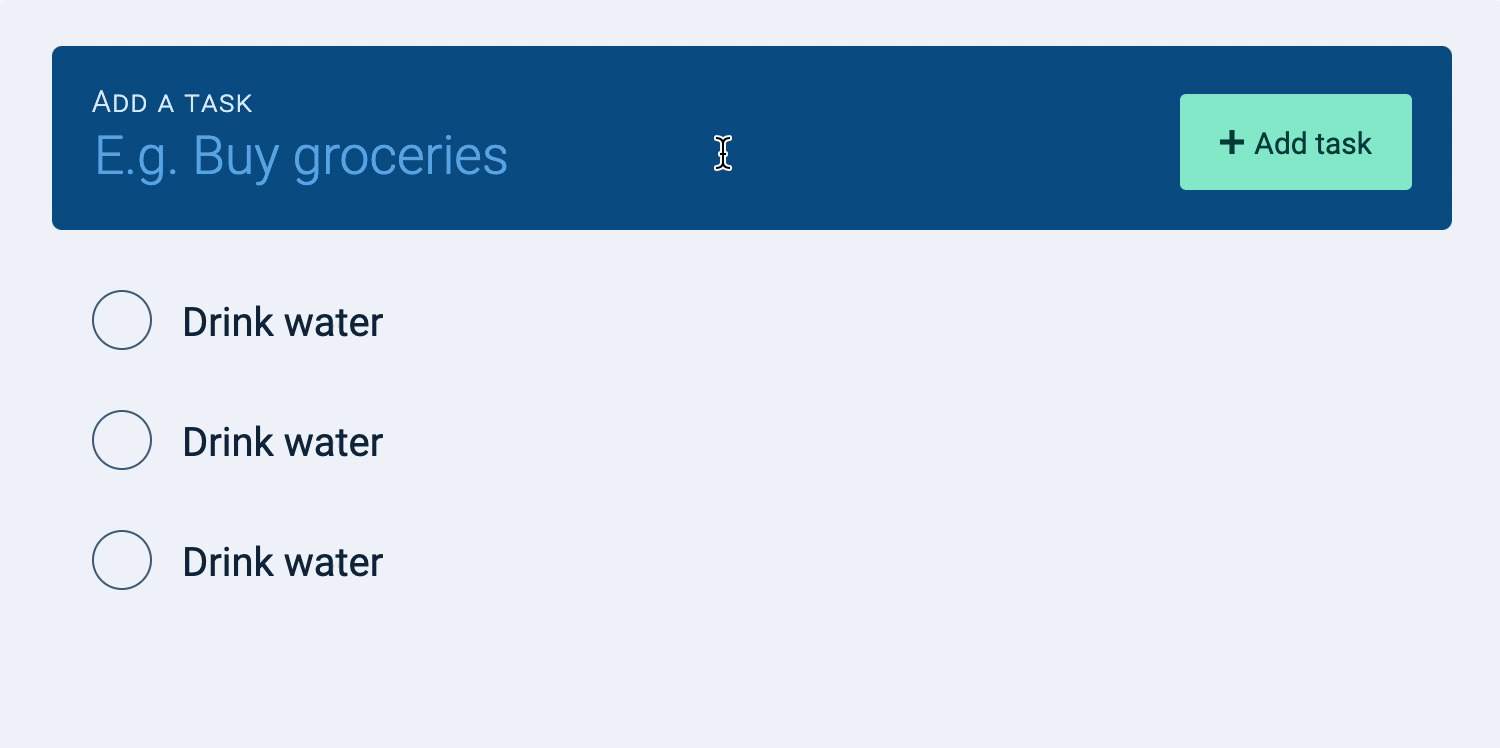 Add a task
E.g. Buy groceries
+ Add task
Drink water
Drink water
Drink water